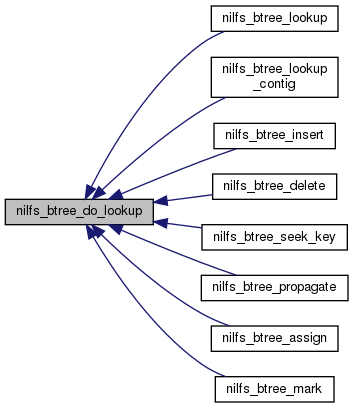 nilfs_btree_lookup
nilfs_btree_lookup
_contig
nilfs_btree_insert
nilfs_btree_delete
nilfs_btree_do_lookup
nilfs_btree_seek_key
nilfs_btree_propagate
nilfs_btree_assign
nilfs_btree_mark